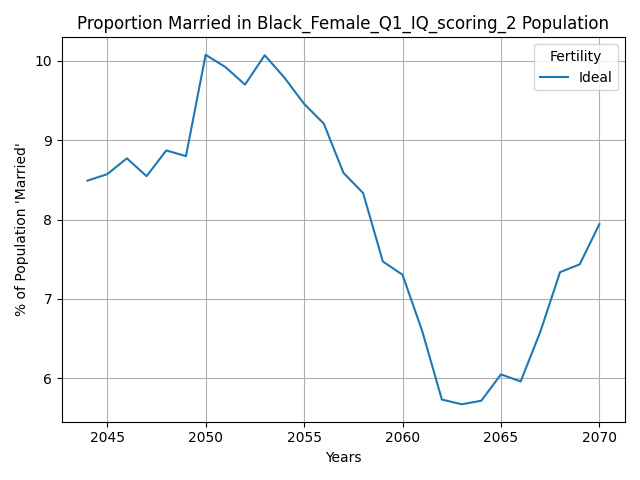 Proportion Married in Black_Female_Q1_IQ_scoring_2 Population
Fertility
Ideal
% of Population 'Married'
10
9
8
7
6
2045 2050 2055 2060 2065 2070
Years